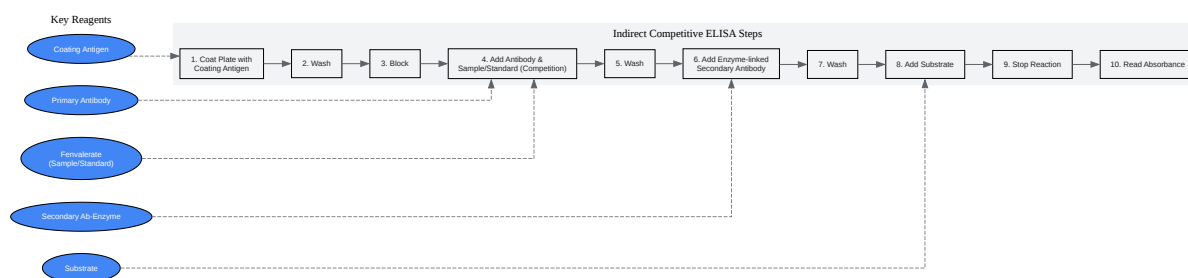 Key Reagents
Coating Antigen
Primary Antibody
Fenvalerate
(Sample/Standard)
Secondary Ab-Enzyme
Substrate
Indirect Competitive ELISA Steps
1. Coat Plate with
Coating Antigen
2. Wash
3. Block
4. Add Antibody &
Sample/Standard (Competition)
5. Wash
6. Add Enzyme-linked
Secondary Antibody
7. Wash
8. Add Substrate
9. Stop Reaction
10. Read Absorbance